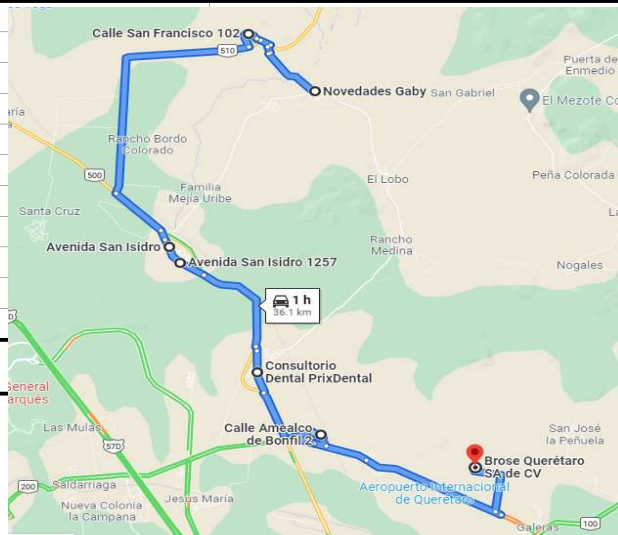 Calle San Francisco 102
510
Puerta de
Enmedio
Novedades Gaby
San Gabriel
El Mezote
Rancho Bordo
Colorado
500
Familia
Mejía Uribe
El Lobo
Peña Colorada
Santa Cruz
Rancho
Medina
Avenida San Isidro
Avenida San Isidro 1257
Nogales
1 h
36.1 km
Consultorio
Dental PrixDental
General
arqués
Las Mulas
Calle Amealco
de Bonfil 2
San José
la Peñuela
57D
Brose Querétaro
SA de CV
200
Saldarriaga
Jesús María
Aeropuerto Internacional
de Querétaro
Nueva Colonia
la Campana
Galeras
100